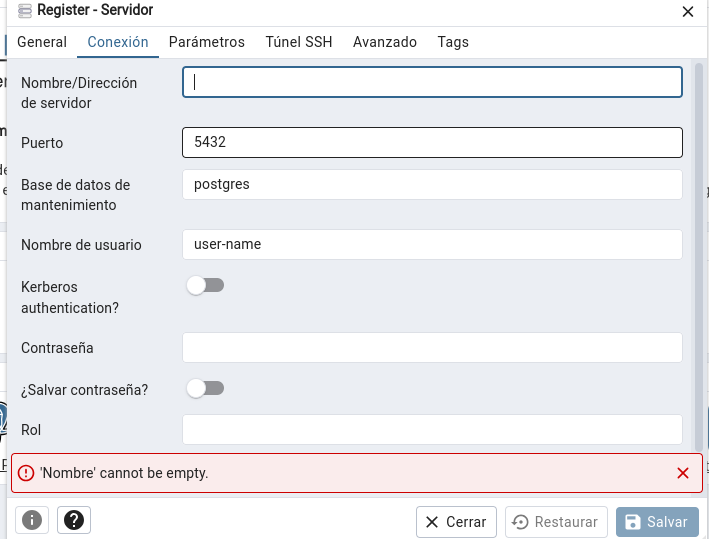 Register - Servidor
General Conexión Parámetros Túnel SSH Avanzado Tags
Nombre/Dirección
de servidor
Puerto 5432
Base de datos de postgres
mantenimiento
Nombre de usuario user-name
Kerberos
authentication?
Contraseña
¿Salvar contraseña?
Rol
'Nombre' cannot be empty.
Cerrar Restaurar Salvar